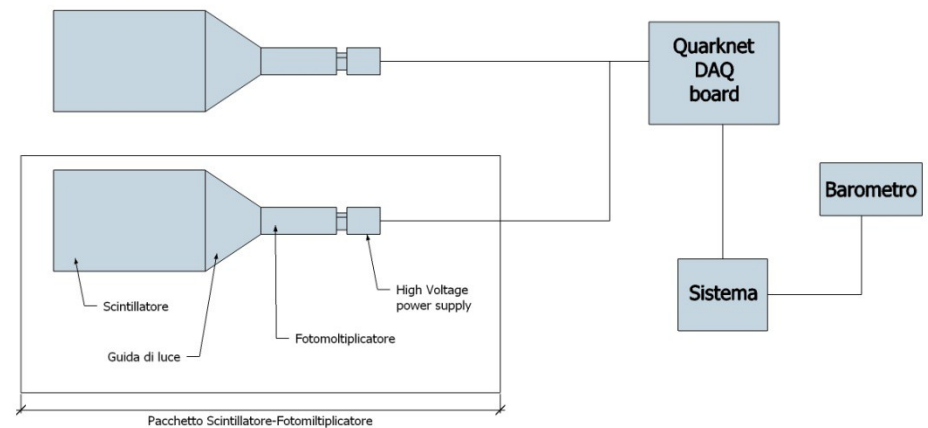 Quarknet
DAQ
board
Barometro
Sistema
High Voltage
power supply
Scintillatore
Fotomoltiplicatore
Guida di luce
Pacchetto Scintillatore-Fotomiltiplicatore